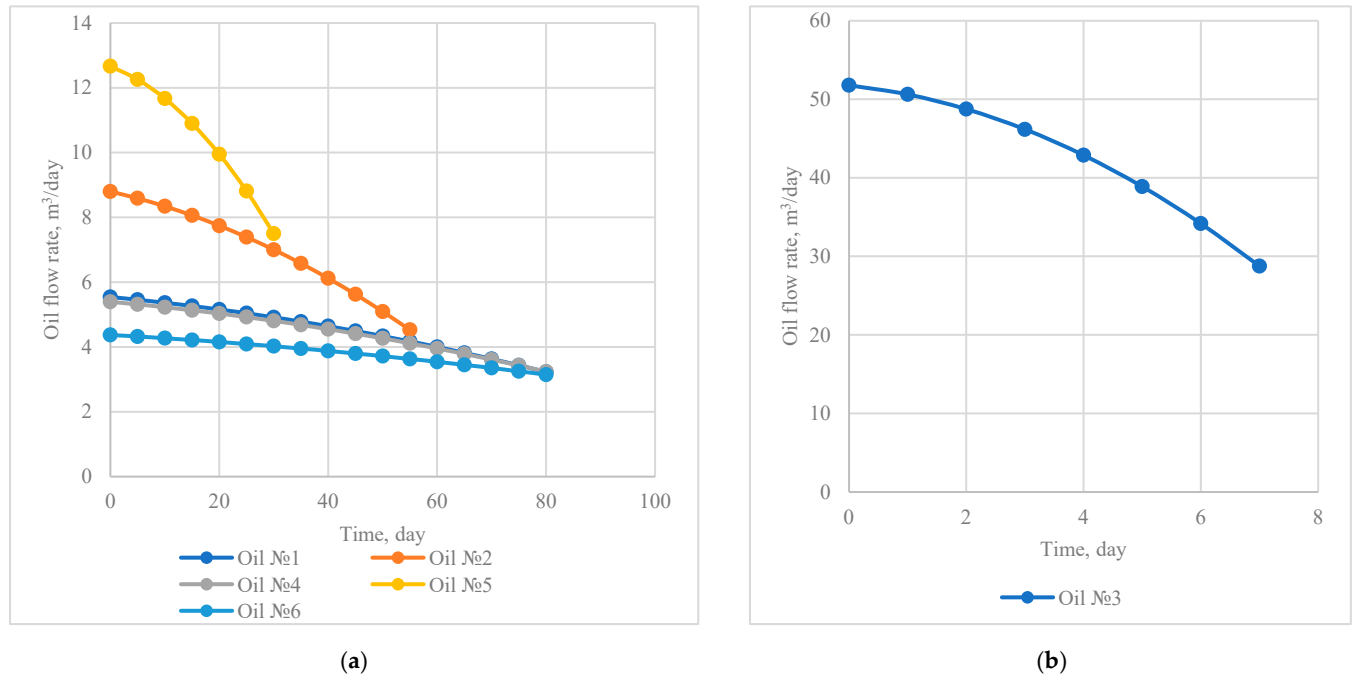 14
12
10
8
6
4
2
0
Oil flow rate, m³/day
0 20 40 60 80 100
Time, day
Oil №1 Oil №2
Oil №4 Oil №5
Oil №6
(a)
60
50
40
30
20
10
0
Oil flow rate, m³/day
0 2 4 6 8
Time, day
Oil №3
(b)